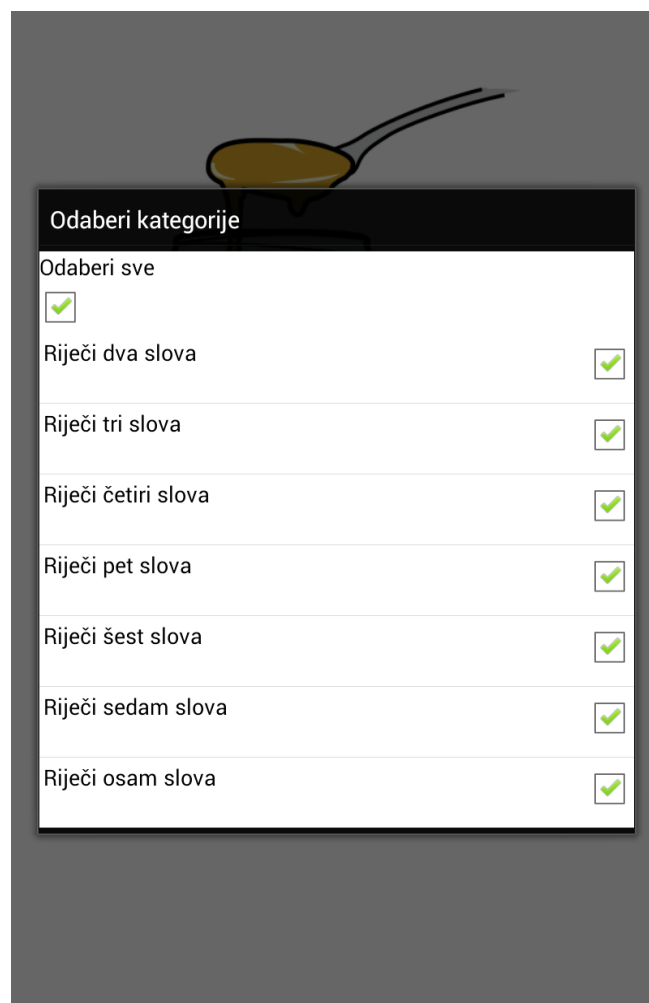 Odaberi kategorije
Odaberi sve
Riječi dva slova
Riječi tri slova
Riječi četiri slova
Riječi pet slova
Riječi šest slova
Riječi sedam slova
Riječi osam slova